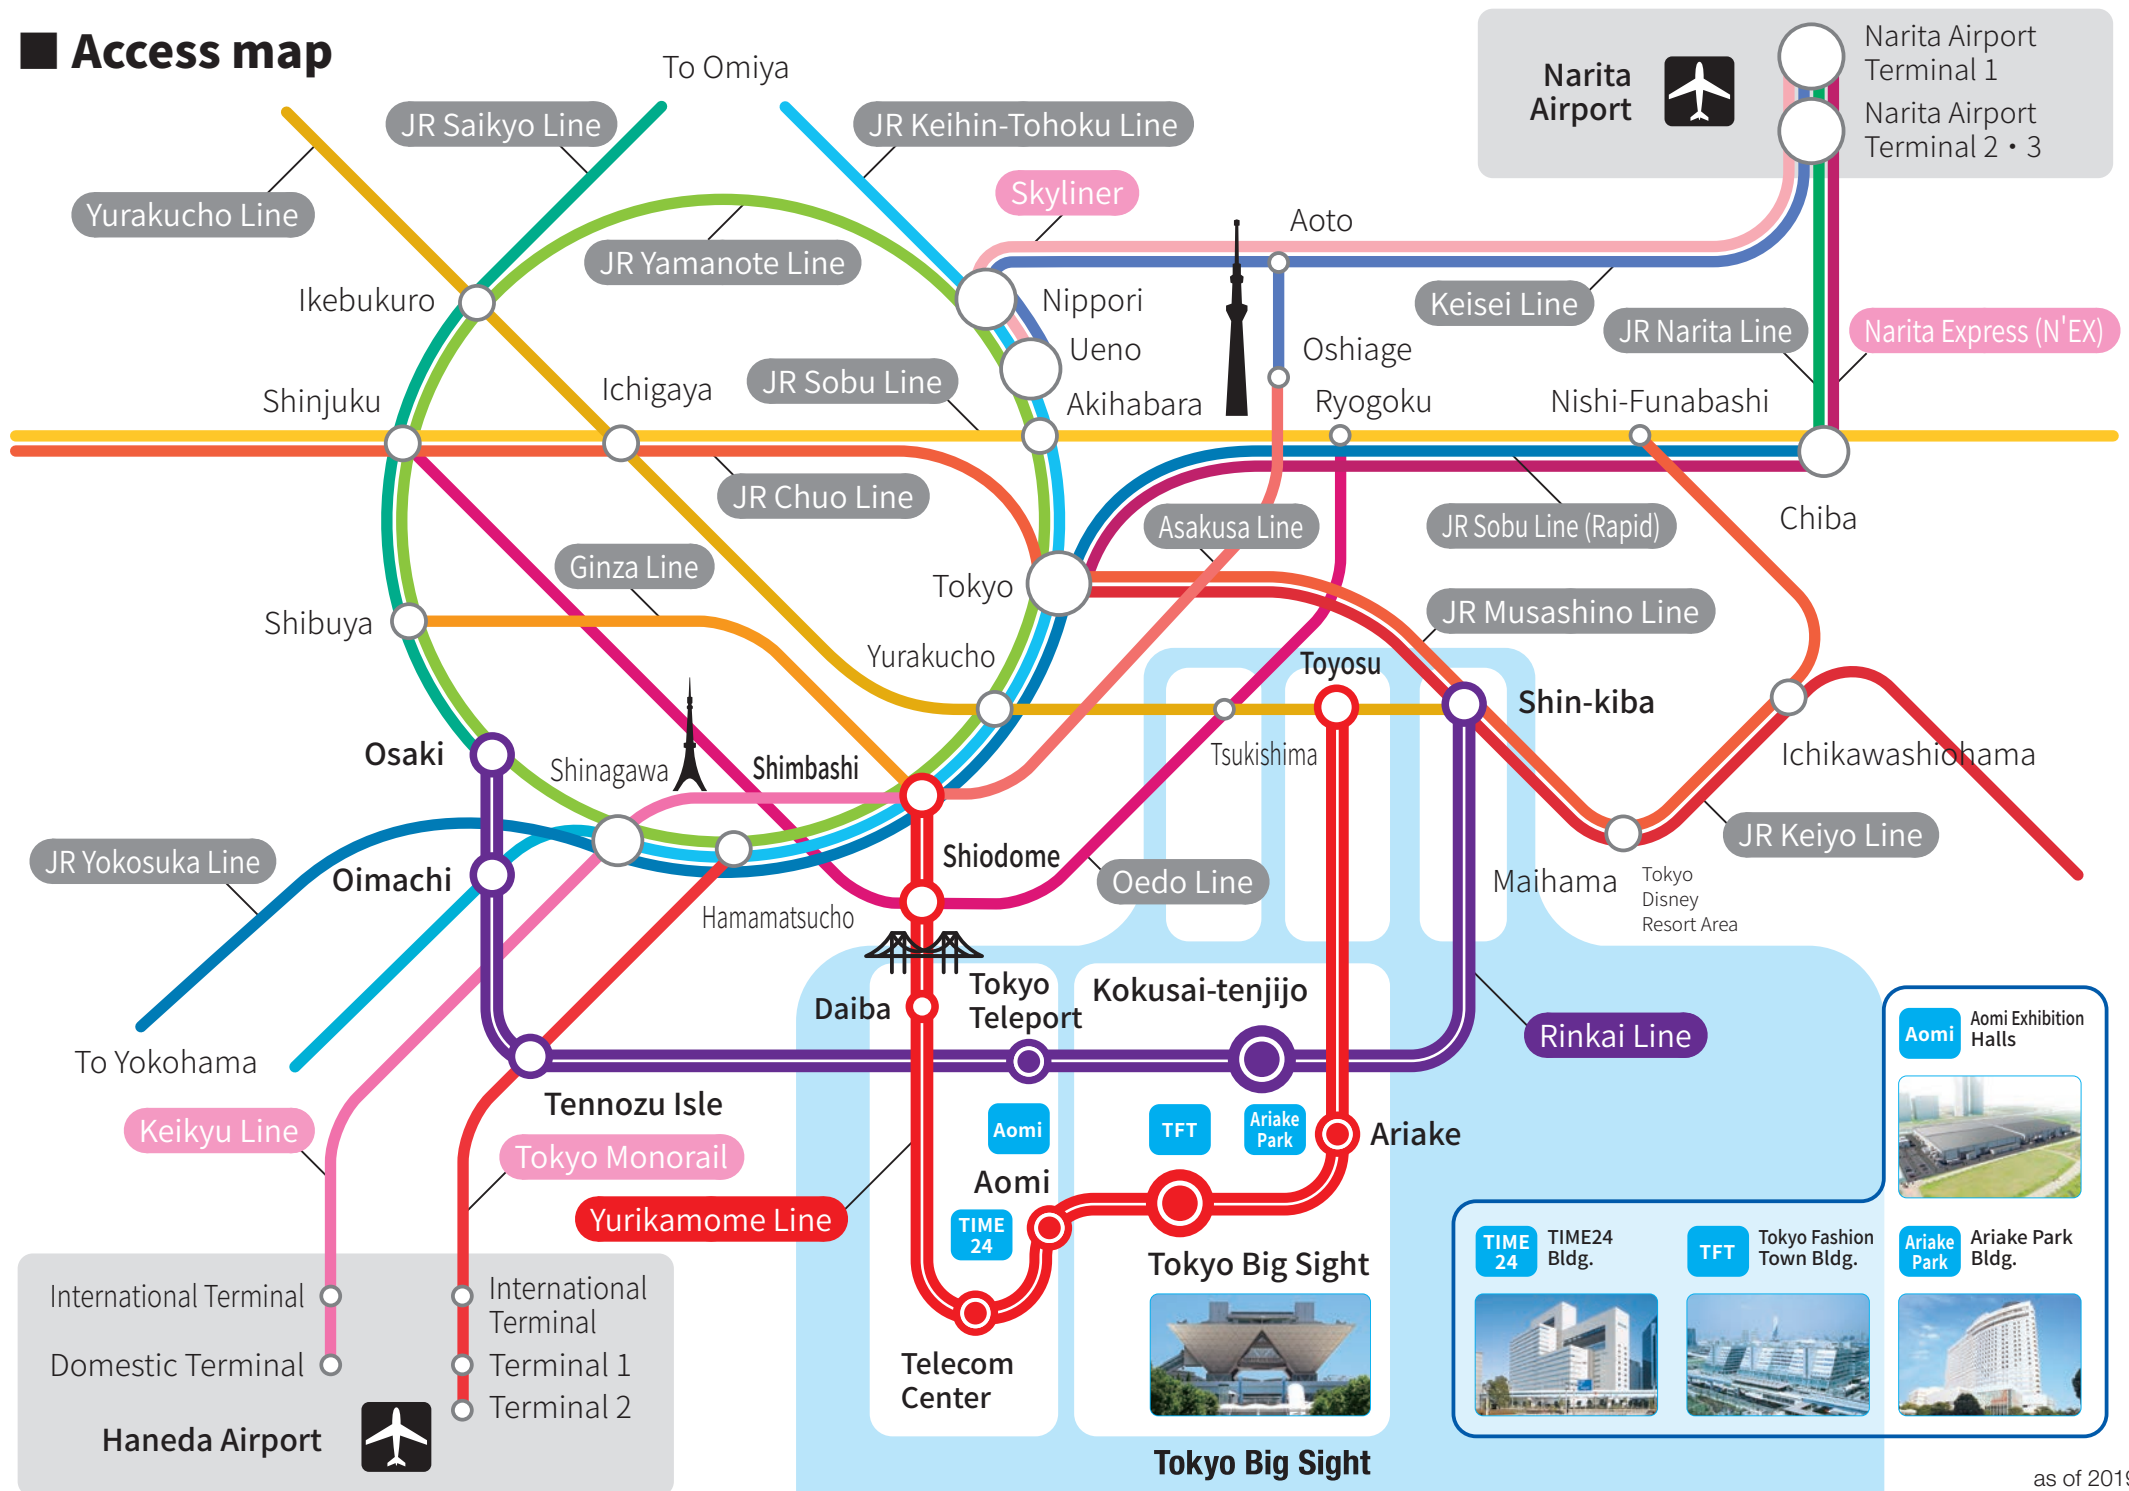 ■ Access map
To Omiya
JR Saikyo Line
JR Keihin-Tohoku Line
Narita
Airport
Narita Airport
Terminal 1
Narita Airport
Terminal 2・3
Yurakucho Line
Skyliner
JR Yamanote Line
Aoto
Ikebukuro
Nippori
Keisei Line
JR Narita Line
Narita Express (N'EX)
Ueno
Oshiage
Shinjuku
Ichigaya
JR Sobu Line
Akihabara
Ryogoku
Nishi-Funabashi
JR Chuo Line
Asakusa Line
JR Sobu Line (Rapid)
Chiba
Ginza Line
Tokyo
JR Musashino Line
Shibuya
Yurakucho
Toyosu
Shin-kiba
Osaki
Shinagawa
Shimbashi
Tsukishima
Ichikawashiohama
JR Yokosuka Line
Oimachi
Shiodome
Oedo Line
JR Keiyo Line
Maihama
Tokyo
Disney
Resort Area
Hamamatsucho
Daiba
Tokyo
Teleport
Kokusai-tenjijo
Rinkai Line
To Yokohama
Tennozu Isle
Keikyu Line
Tokyo Monorail
Aomi
TFT
Ariake
Park
Ariake
Aomi
Yurikamome Line
TIME
24
Tokyo Big Sight
Telecom
Center
Tokyo Big Sight
International Terminal
Domestic Terminal
International
Terminal
Terminal 1
Terminal 2
Haneda Airport
Aomi
Aomi Exhibition
Halls
TIME
24
TIME24
Bldg.
TFT
Tokyo Fashion
Town Bldg.
Ariake
Park
Ariake Park
Bldg.
as of 2019